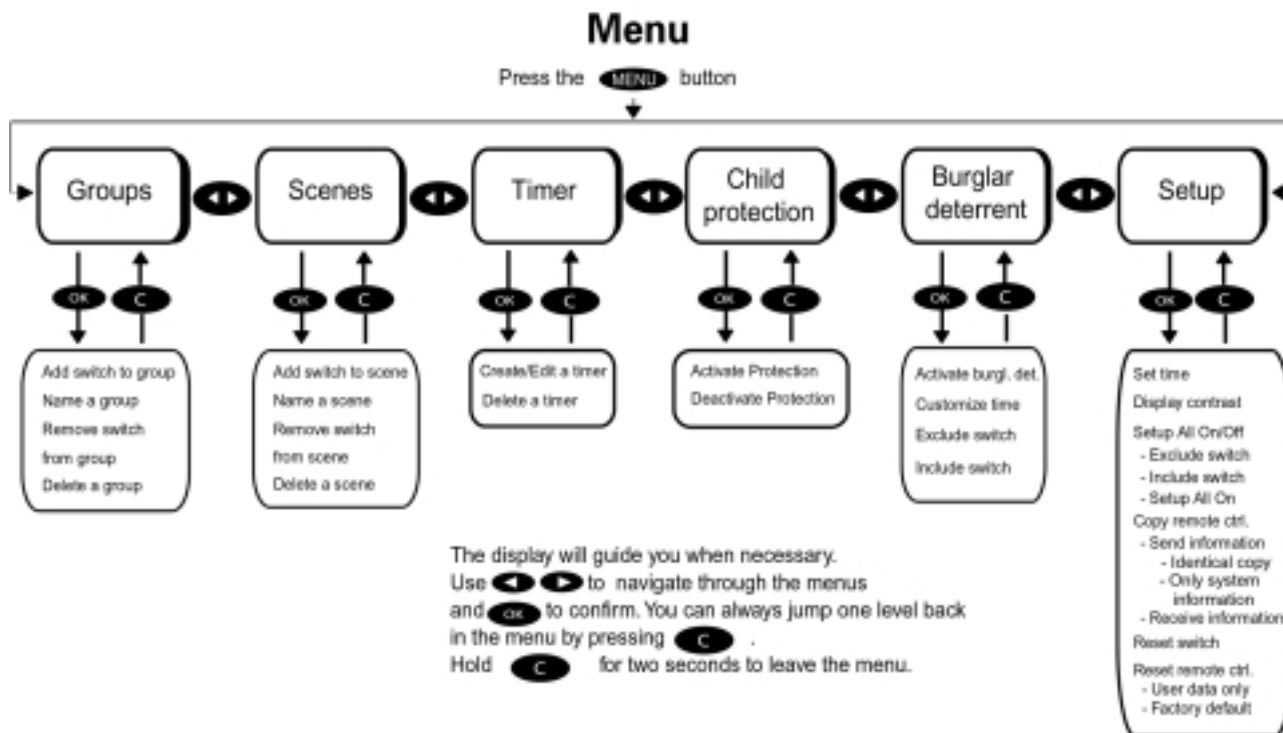 Menu
Press the MENU button
Groups
Scenes
Timer
Child
protection
Burglar
deterrent
Setup
OK
C
OK
C
OK
C
OK
C
OK
C
OK
C
Add switch to group
Name a group
Remove switch
from group
Delete a group
Add switch to scene
Name a scene
Remove switch
from scene
Delete a scene
Create/Edit a timer
Delete a timer
Activate Protection
Deactivate Protection
Activate burgl. det.
Customize time
Exclude switch
Include switch
Set time
Display contrast
Setup All On/Off
- Exclude switch
- Include switch
- Setup All On
Copy remote ctrl.
- Send information
- Identical copy
- Only system
information
- Receive information
Reset switch
Reset remote ctrl.
- User data only
- Factory default
The display will guide you when necessary.
Use to navigate through the menus
and OK to confirm. You can always jump one level back
in the menu by pressing C .
Hold C for two seconds to leave the menu.